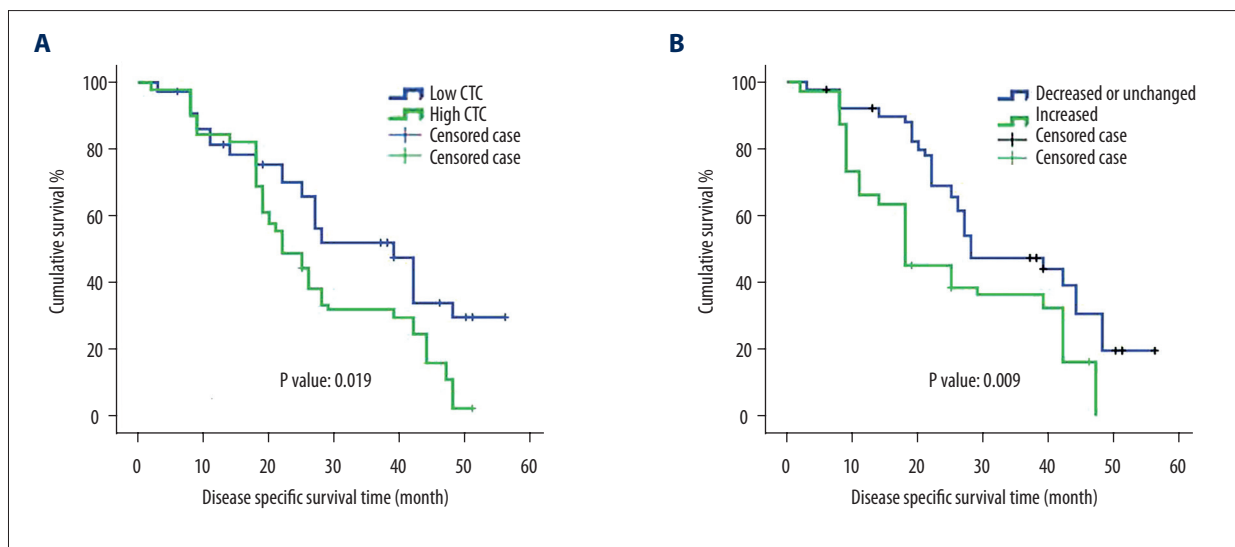 A
100
80
60
40
20
0
Cumulative survival %
Low CTC
High CTC
Censored case
Censored case
P value: 0.019
0 10 20 30 40 50 60
Disease specific survival time (month)
B
100
80
60
40
20
0
Cumulative survival %
Decreased or unchanged
Increased
Censored case
Censored case
P value: 0.009
0 10 20 30 40 50 60
Disease specific survival time (month)